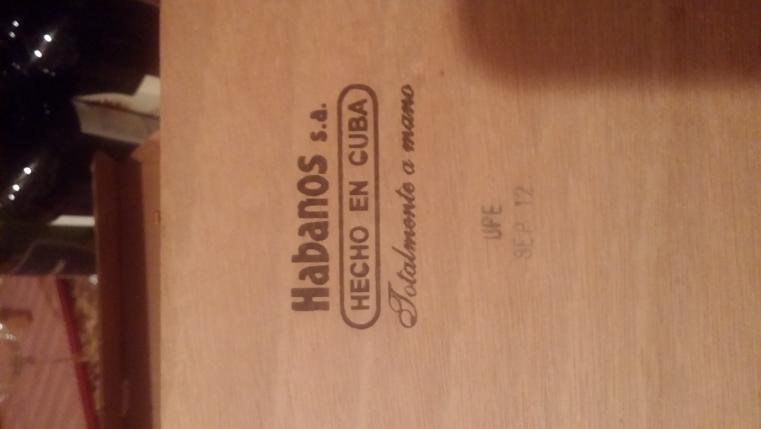 Habanos s.a.
HECHO EN CUBA
Totalmente a mano
UPE
SEP 12